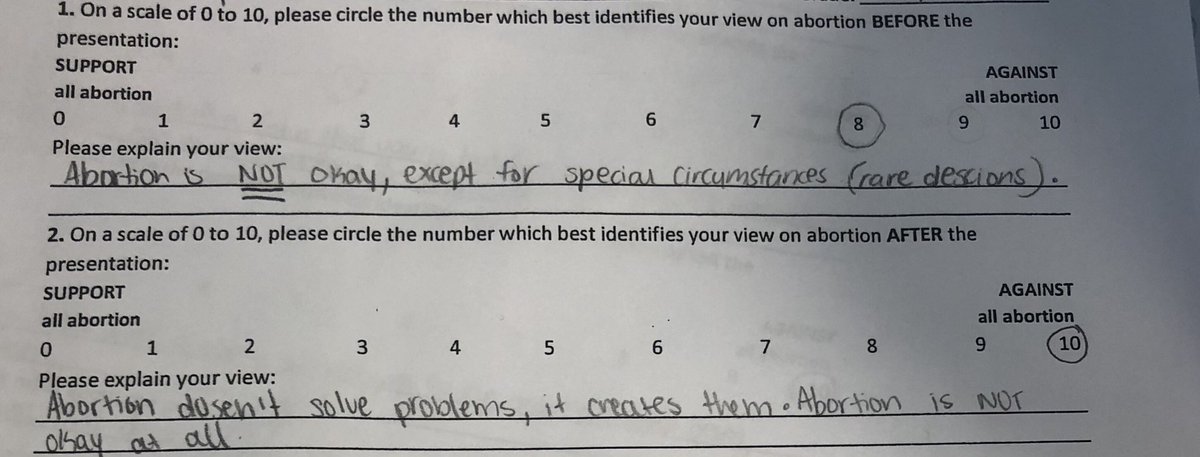 1. On a scale of 0 to 10, please circle the number which best identifies your view on abortion BEFORE the
presentation:
SUPPORT
AGAINST
all abortion
all abortion
0 1 2 3 4 5 6 7 8 9 10
Please explain your view:
Abortion is NOT okay, except for special circumstances (rare descions).
2. On a scale of 0 to 10, please circle the number which best identifies your view on abortion AFTER the
presentation:
SUPPORT
AGAINST
all abortion
all abortion
0 1 2 3 4 5 6 7 8 9 10
Please explain your view:
Abortion dosen't solve problems, it creates them. Abortion is NOT
okay at all.